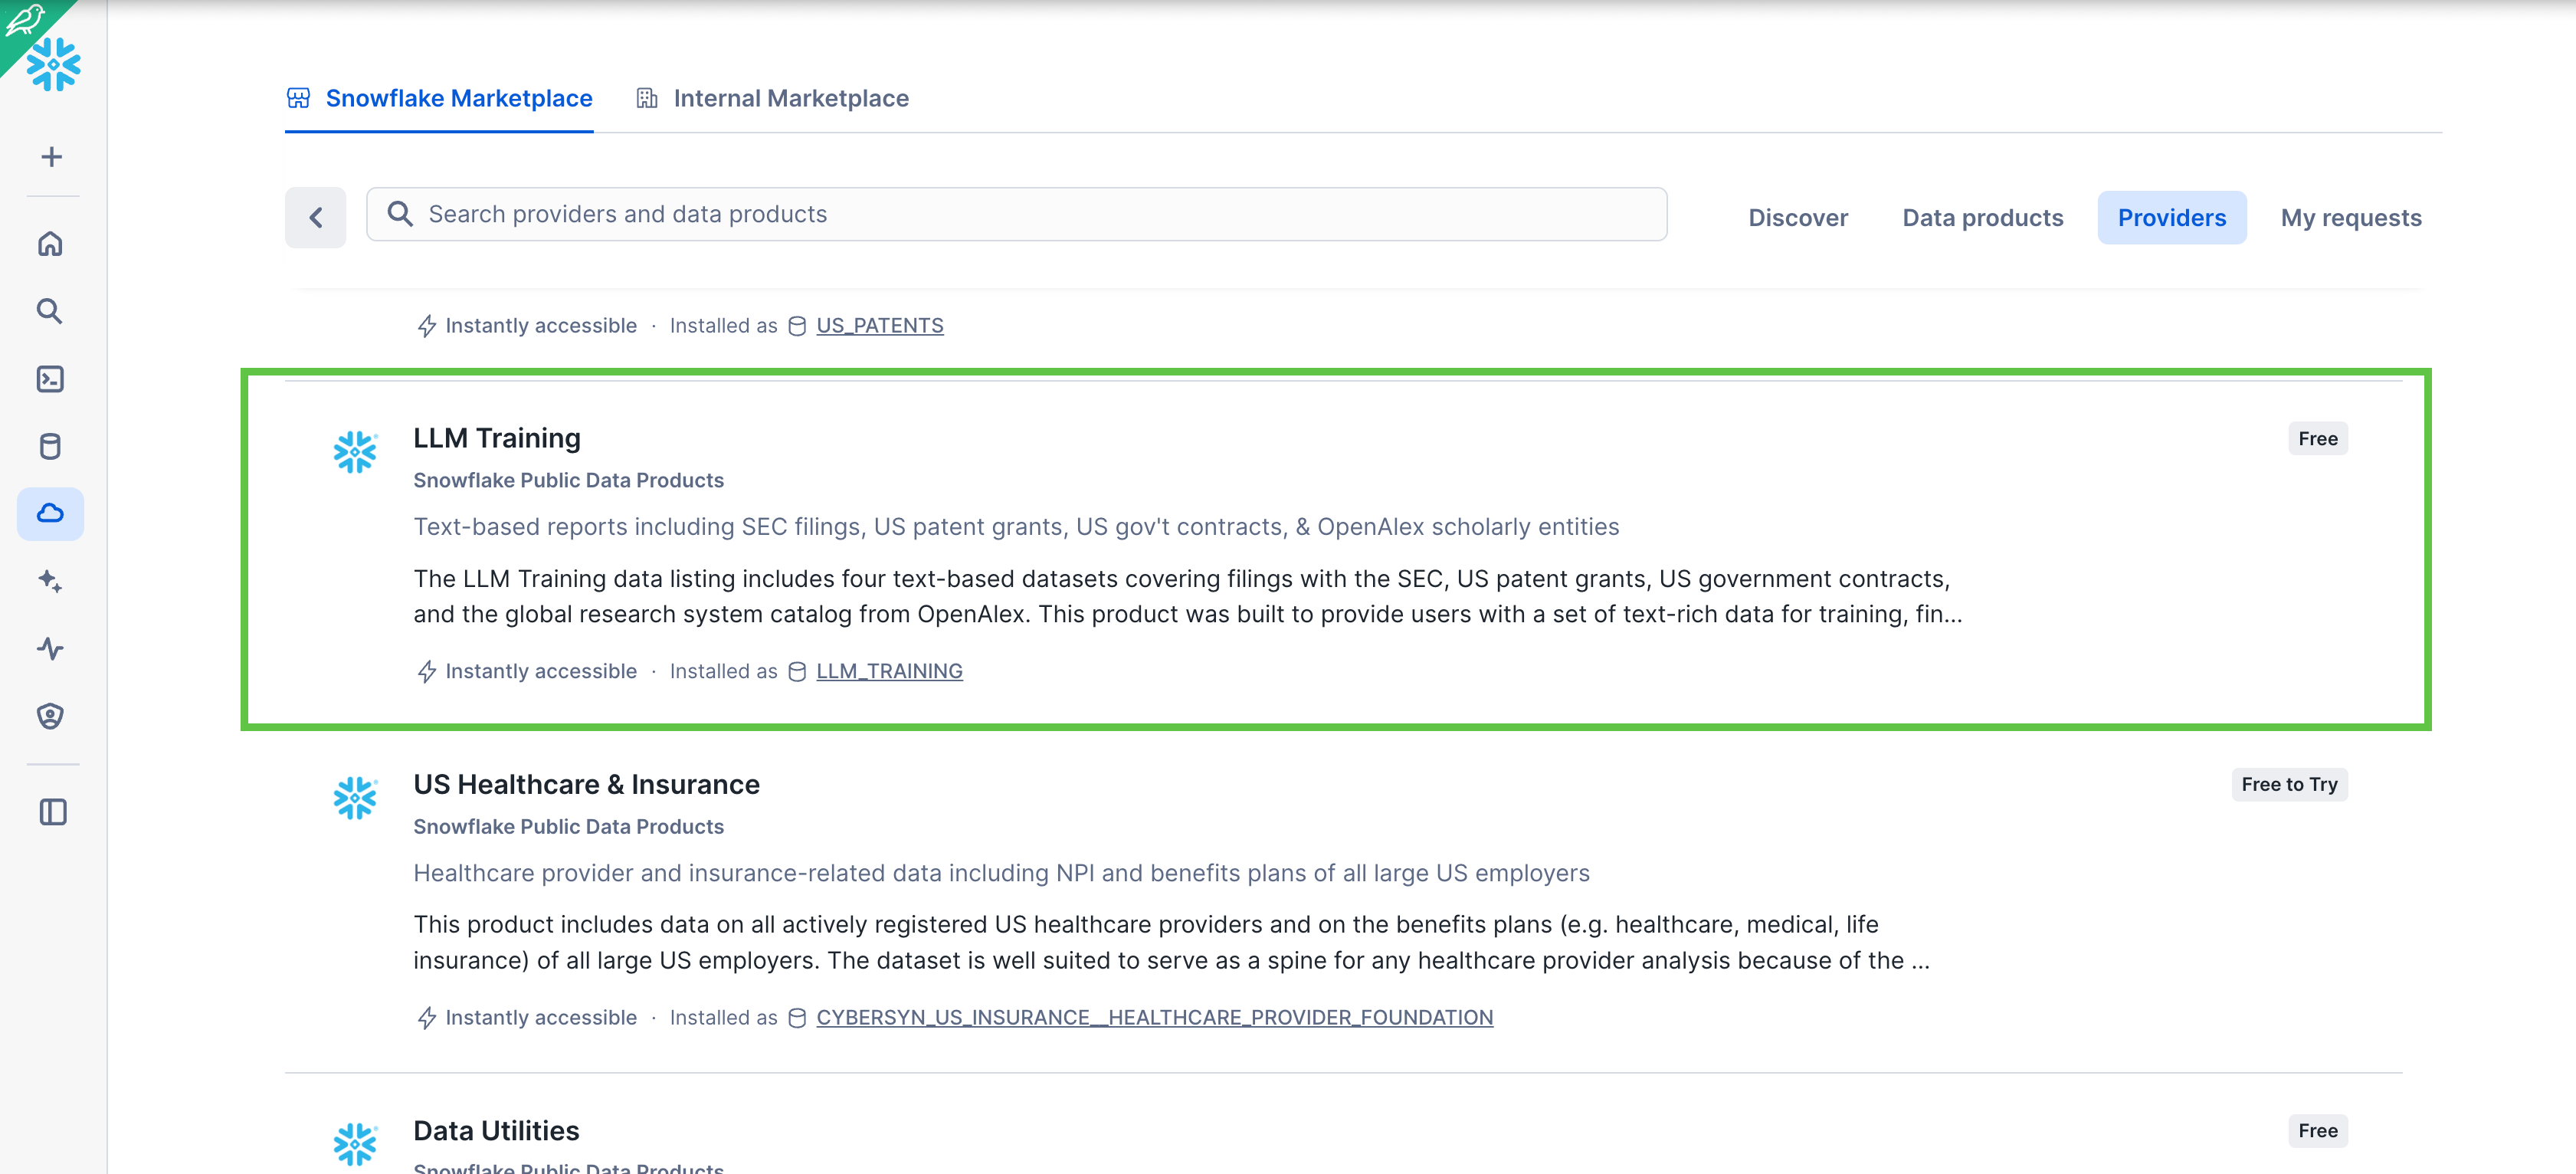 Snowflake Marketplace
Internal Marketplace
Search providers and data products
Discover
Data products
Providers
My requests
Instantly accessible · Installed as US_PATENTS
LLM Training
Free
Snowflake Public Data Products
Text-based reports including SEC filings, US patent grants, US gov't contracts, & OpenAlex scholarly entities
The LLM Training data listing includes four text-based datasets covering filings with the SEC, US patent grants, US government contracts,
and the global research system catalog from OpenAlex. This product was built to provide users with a set of text-rich data for training, fin...
Instantly accessible · Installed as LLM_TRAINING
US Healthcare & Insurance
Free to Try
Snowflake Public Data Products
Healthcare provider and insurance-related data including NPI and benefits plans of all large US employers
This product includes data on all actively registered US healthcare providers and on the benefits plans (e.g. healthcare, medical, life
insurance) of all large US employers. The dataset is well suited to serve as a spine for any healthcare provider analysis because of the ...
Instantly accessible · Installed as CYBERSYN_US_INSURANCE__HEALTHCARE_PROVIDER_FOUNDATION
Data Utilities
Free
Snowflake Public Data Products